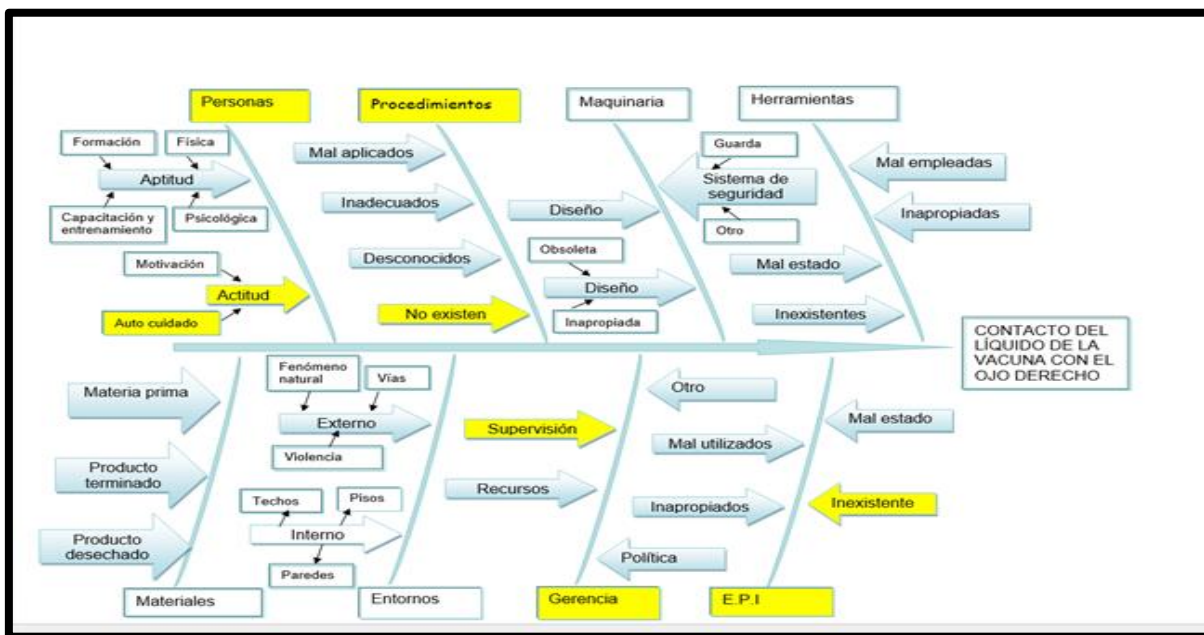 Personas
Procedimientos
Maquinaria
Herramientas
Formación
Física
Aptitud
Capacitación y
entrenamiento
Psicológica
Motivación
Actitud
Auto cuidado
Mal aplicados
Inadecuados
Desconocidos
No existen
Diseño
Obsoleta
Diseño
Inapropiada
Guarda
Sistema de
seguridad
Otro
Mal empleadas
Inapropiadas
Mal estado
Inexistentes
CONTACTO DEL
LÍQUIDO DE LA
VACUNA CON EL
OJO DERECHO
Materia prima
Producto
terminado
Producto
desechado
Fenómeno
natural
Vías
Externo
Violencia
Techos
Pisos
Interno
Paredes
Supervisión
Recursos
Otro
Política
Mal utilizados
Inapropiados
Mal estado
Inexistente
Materiales
Entornos
Gerencia
E.P.I